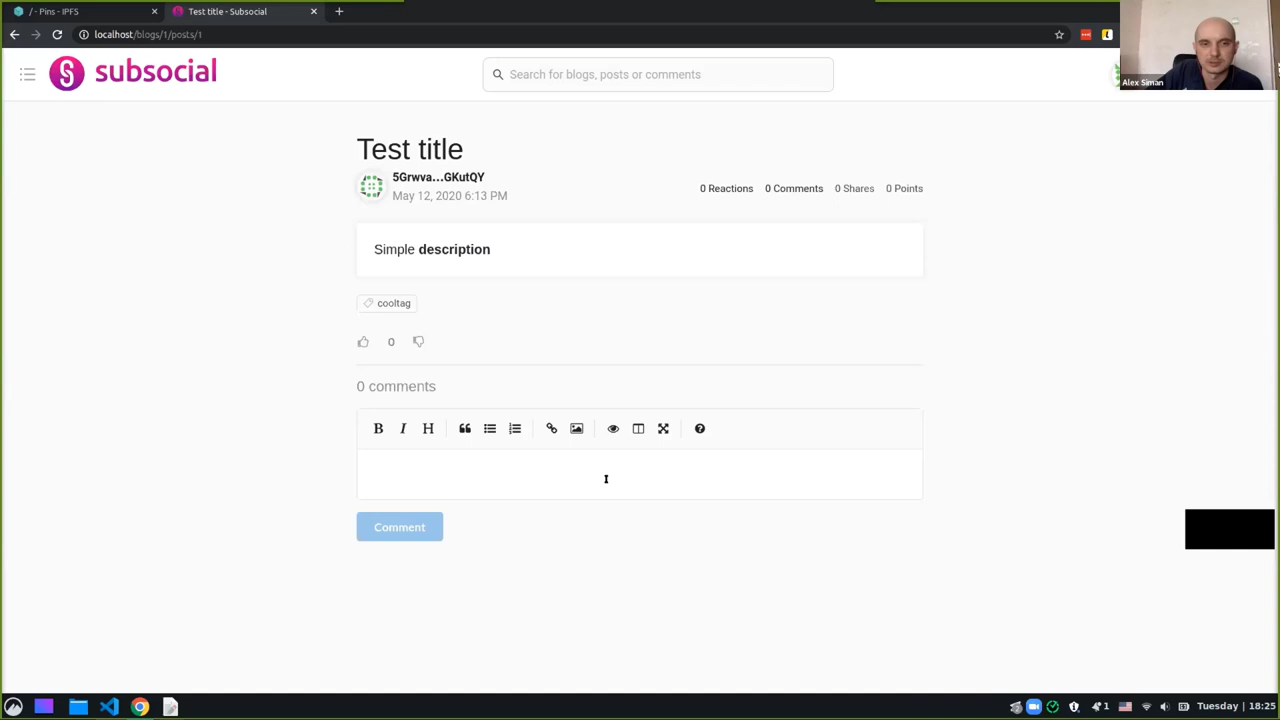 / - Pins - IPFS
Test title - Subsocial
localhost/blogs/1/posts/1
subsocial
Search for blogs, posts or comments
Alex Siman
Test title
5Grwva...GKutQY
May 12, 2020 6:13 PM
0 Reactions 0 Comments 0 Shares 0 Points
Simple description
cooltag
0
0 comments
B I H
Comment
1 Tuesday | 18:25